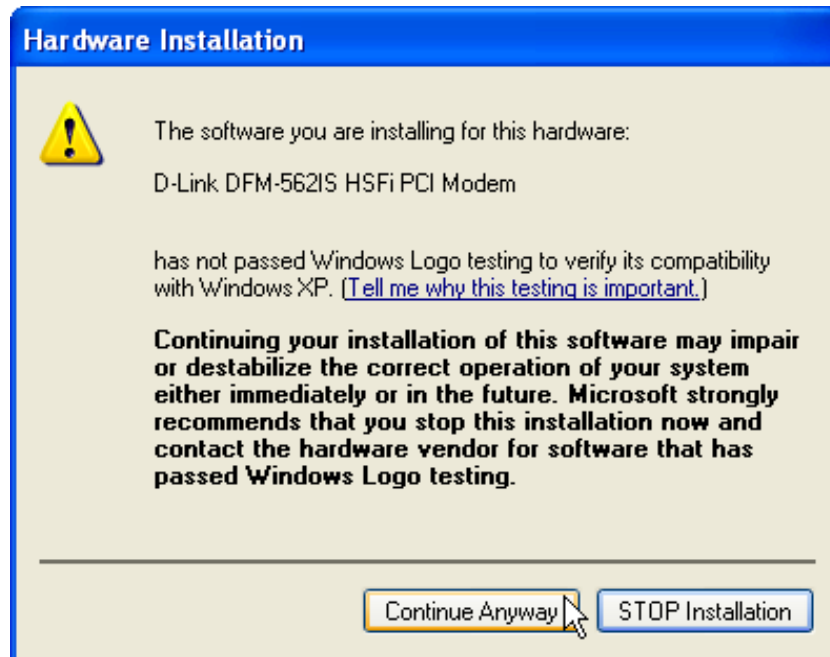 Hardware Installation
The software you are installing for this hardware:
D-Link DFM-562IS HSFi PCI Modem
has not passed Windows Logo testing to verify its compatibility
with Windows XP. (Tell me why this testing is important.)
Continuing your installation of this software may impair
or destabilize the correct operation of your system
either immediately or in the future. Microsoft strongly
recommends that you stop this installation now and
contact the hardware vendor for software that has
passed Windows Logo testing.
Continue Anyway
STOP Installation